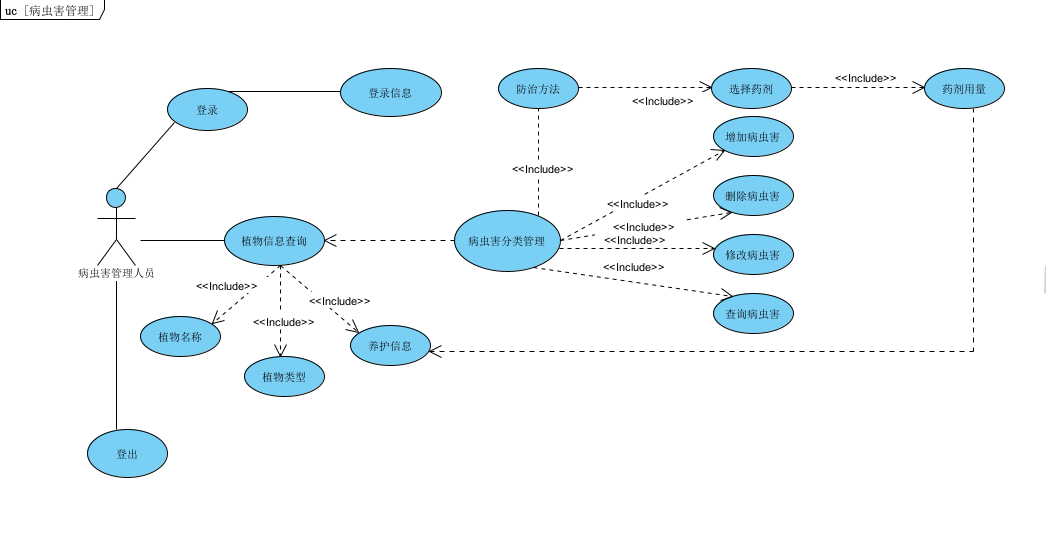 uc [病虫害管理]
登录
登录信息
防治方法
<<Include>>
选择药剂
<<Include>>
药剂用量
增加病虫害
<<Include>>
<<Include>>
删除病虫害
<<Include>>
<<Include>>
病虫害管理人员
植物信息查询
病虫害分类管理
修改病虫害
<<Include>>
<<Include>>
<<Include>>
<<Include>>
查询病虫害
植物名称
养护信息
植物类型
登出